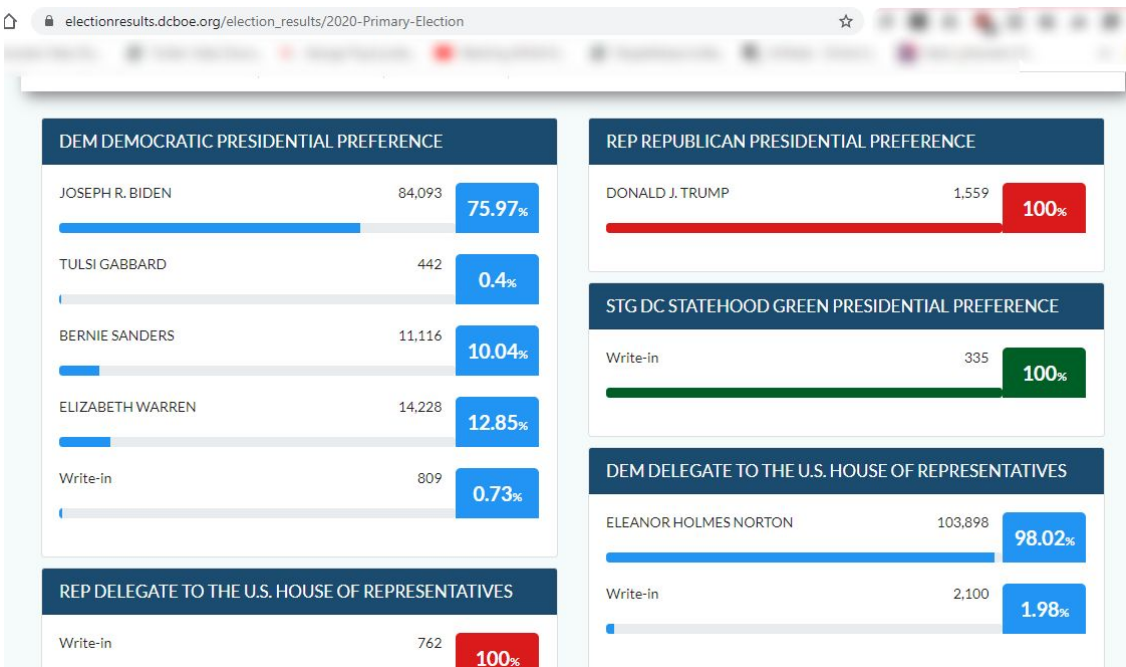 electionresults.dcboe.org/election_results/2020-Primary-Election
DEM DEMOCRATIC PRESIDENTIAL PREFERENCE
JOSEPH R. BIDEN 84,093 75.97%
TULSI GABBARD 442 0.4%
BERNIE SANDERS 11,116 10.04%
ELIZABETH WARREN 14,228 12.85%
Write-in 809 0.73%
REP DELEGATE TO THE U.S. HOUSE OF REPRESENTATIVES
Write-in 762 100%
REP REPUBLICAN PRESIDENTIAL PREFERENCE
DONALD J. TRUMP 1,559 100%
STG DC STATEHOOD GREEN PRESIDENTIAL PREFERENCE
Write-in 335 100%
DEM DELEGATE TO THE U.S. HOUSE OF REPRESENTATIVES
ELEANOR HOLMES NORTON 103,898 98.02%
Write-in 2,100 1.98%